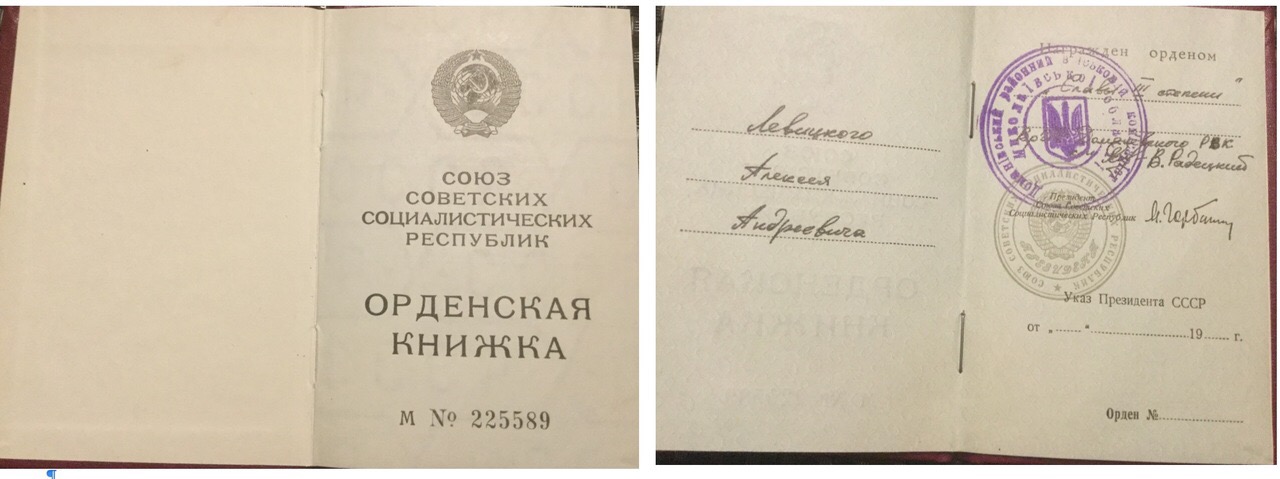 СОЮЗ
СОВЕТСКИХ
СОЦИАЛИСТИЧЕСКИХ
РЕСПУБЛИК
ОРДЕНСКАЯ
КНИЖКА
М № 225589
Левицкого
Алексея
Андреевича
Награжден орденом
„Славы III степени"
РВК
В. Радецкий
Президент
Союза Советских
Социалистических Республик М. Горбачев
Указ Президента СССР
от „ “ 19 г.
Орден №